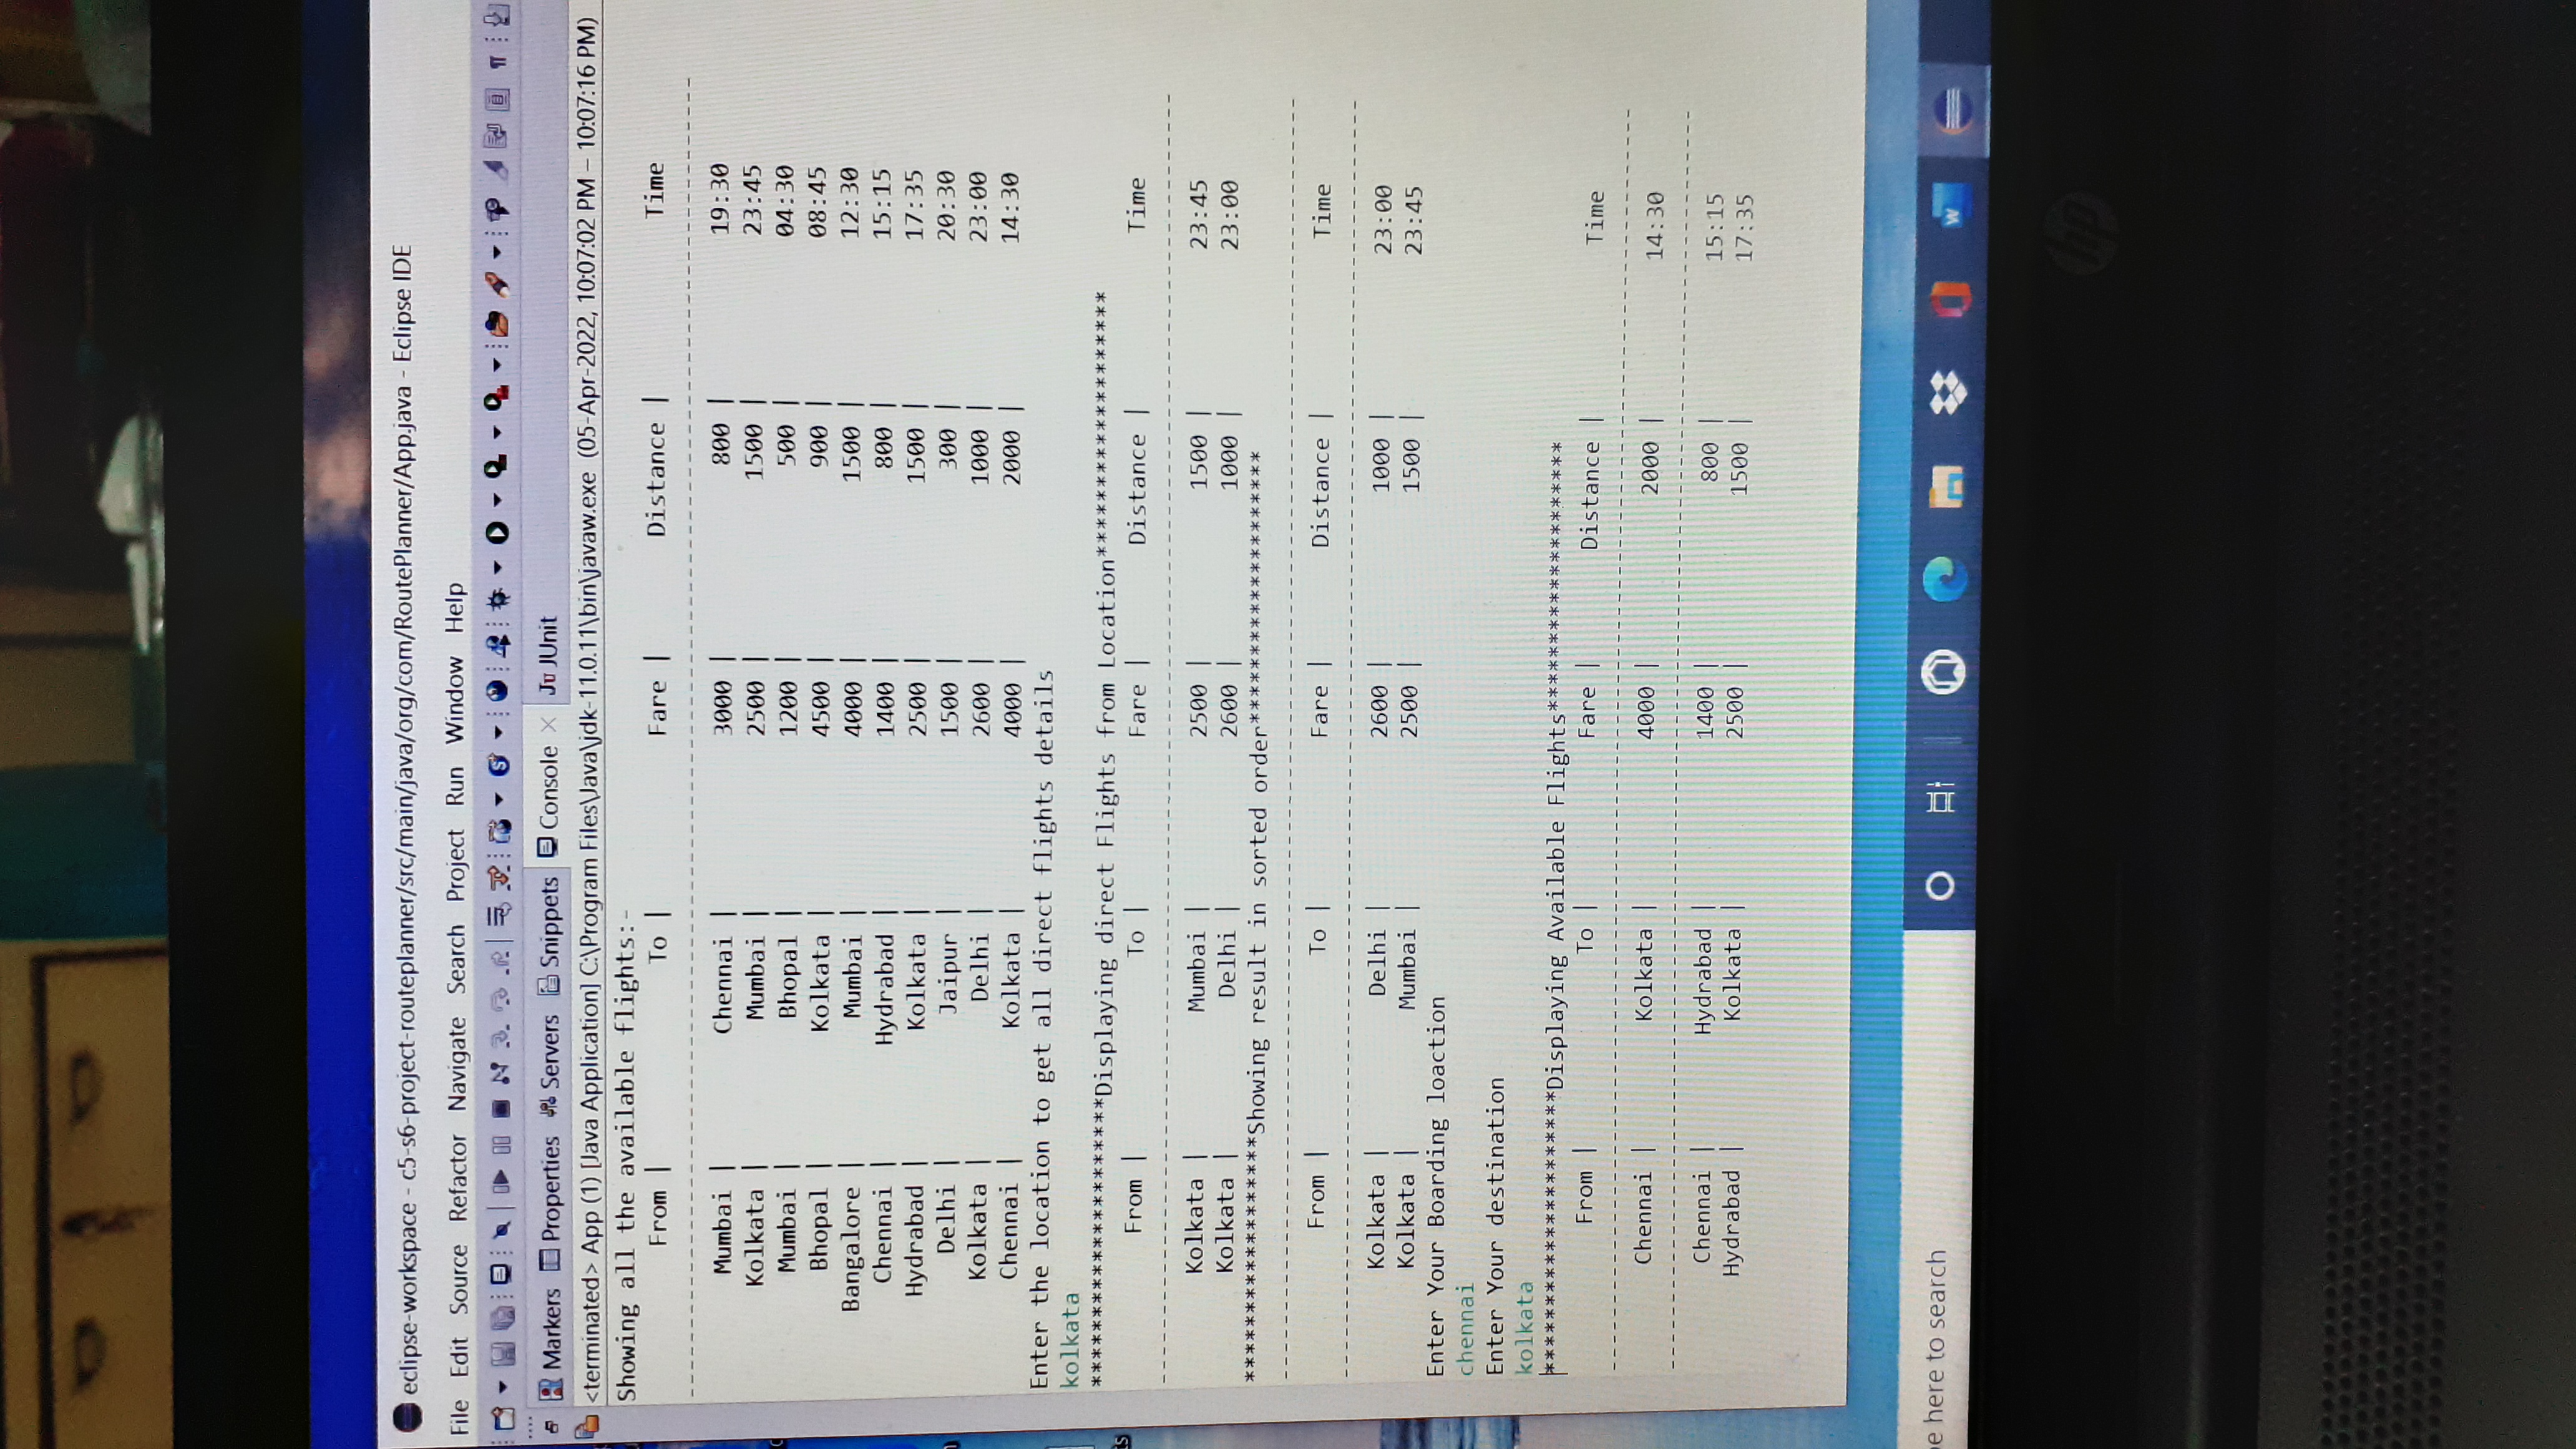 eclipse-workspace - c5-s6-project-routeplanner/src/main/java/org/com/RoutePlanner/App.java - Eclipse IDE
File Edit Source Refactor Navigate Search Project Run Window Help
Markers Properties Servers Snippets Console JU JUnit
<terminated> App (1) [Java Application] C:\Program Files\Java\jdk-11.0.11\bin\javaw.exe (05-Apr-2022, 10:07:02 PM – 10:07:16 PM)
Showing all the available flights:-
From | To | Fare | Distance | Time
--------------------------------------------------------------------------------
Mumbai | Chennai | 3000 | 800 | 19:30
Kolkata | Mumbai | 2500 | 1500 | 23:45
Mumbai | Bhopal | 1200 | 500 | 04:30
Bhopal | Kolkata | 4500 | 900 | 08:45
Bangalore | Mumbai | 4000 | 1500 | 12:30
Chennai | Hydrabad | 1400 | 800 | 15:15
Hydrabad | Kolkata | 2500 | 1500 | 17:35
Delhi | Jaipur | 1500 | 300 | 20:30
Kolkata | Delhi | 2600 | 1000 | 23:00
Chennai | Kolkata | 4000 | 2000 | 14:30
Enter the location to get all direct flights details
kolkata
*********************Displaying direct Flights from Location*******************
From | To | Fare | Distance | Time
--------------------------------------------------------------------------------
Kolkata | Mumbai | 2500 | 1500 | 23:45
Kolkata | Delhi | 2600 | 1000 | 23:00
******************Showing result in sorted order********************
--------------------------------------------------------------------------------
From | To | Fare | Distance | Time
--------------------------------------------------------------------------------
Kolkata | Delhi | 2600 | 1000 | 23:00
Kolkata | Mumbai | 2500 | 1500 | 23:45
Enter Your Boarding loaction
chennai
Enter Your destination
kolkata
*********************Displaying Available Flights********************
From | To | Fare | Distance | Time
--------------------------------------------------------------------------------
Chennai | Kolkata | 4000 | 2000 | 14:30
--------------------------------------------------------------------------------
Chennai | Hydrabad | 1400 | 800 | 15:15
Hydrabad | Kolkata | 2500 | 1500 | 17:35
e here to search
W
hp